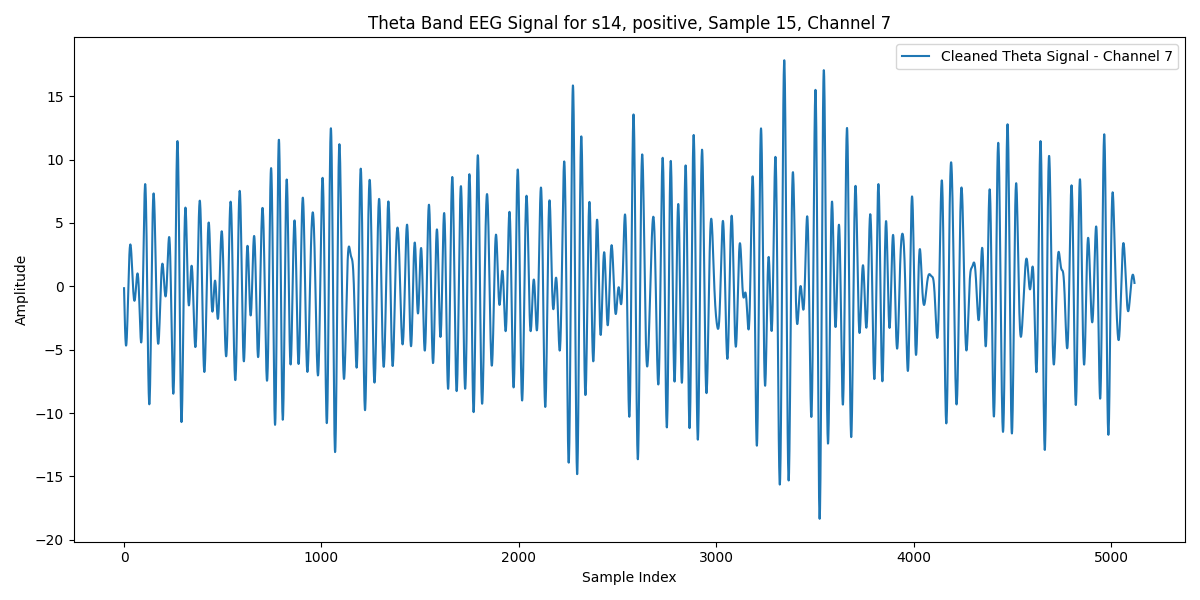 Theta Band EEG Signal for s14, positive, Sample 15, Channel 7
Cleaned Theta Signal - Channel 7
Amplitude
15
10
5
0
−5
−10
−15
−20
0 1000 2000 3000 4000 5000
Sample Index